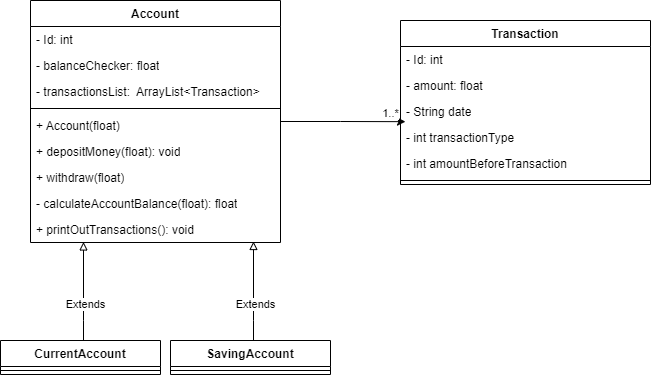 Account
- Id: int
- balanceChecker: float
- transactionsList:  ArrayList<Transaction>
+ Account(float)
+ depositMoney(float): void
+ withdraw(float)
- calculateAccountBalance(float): float
+ printOutTransactions(): void
1..*
Transaction
- Id: int
- amount: float
- String date
- int transactionType
- int amountBeforeTransaction
Extends
Extends
CurrentAccount
SavingAccount